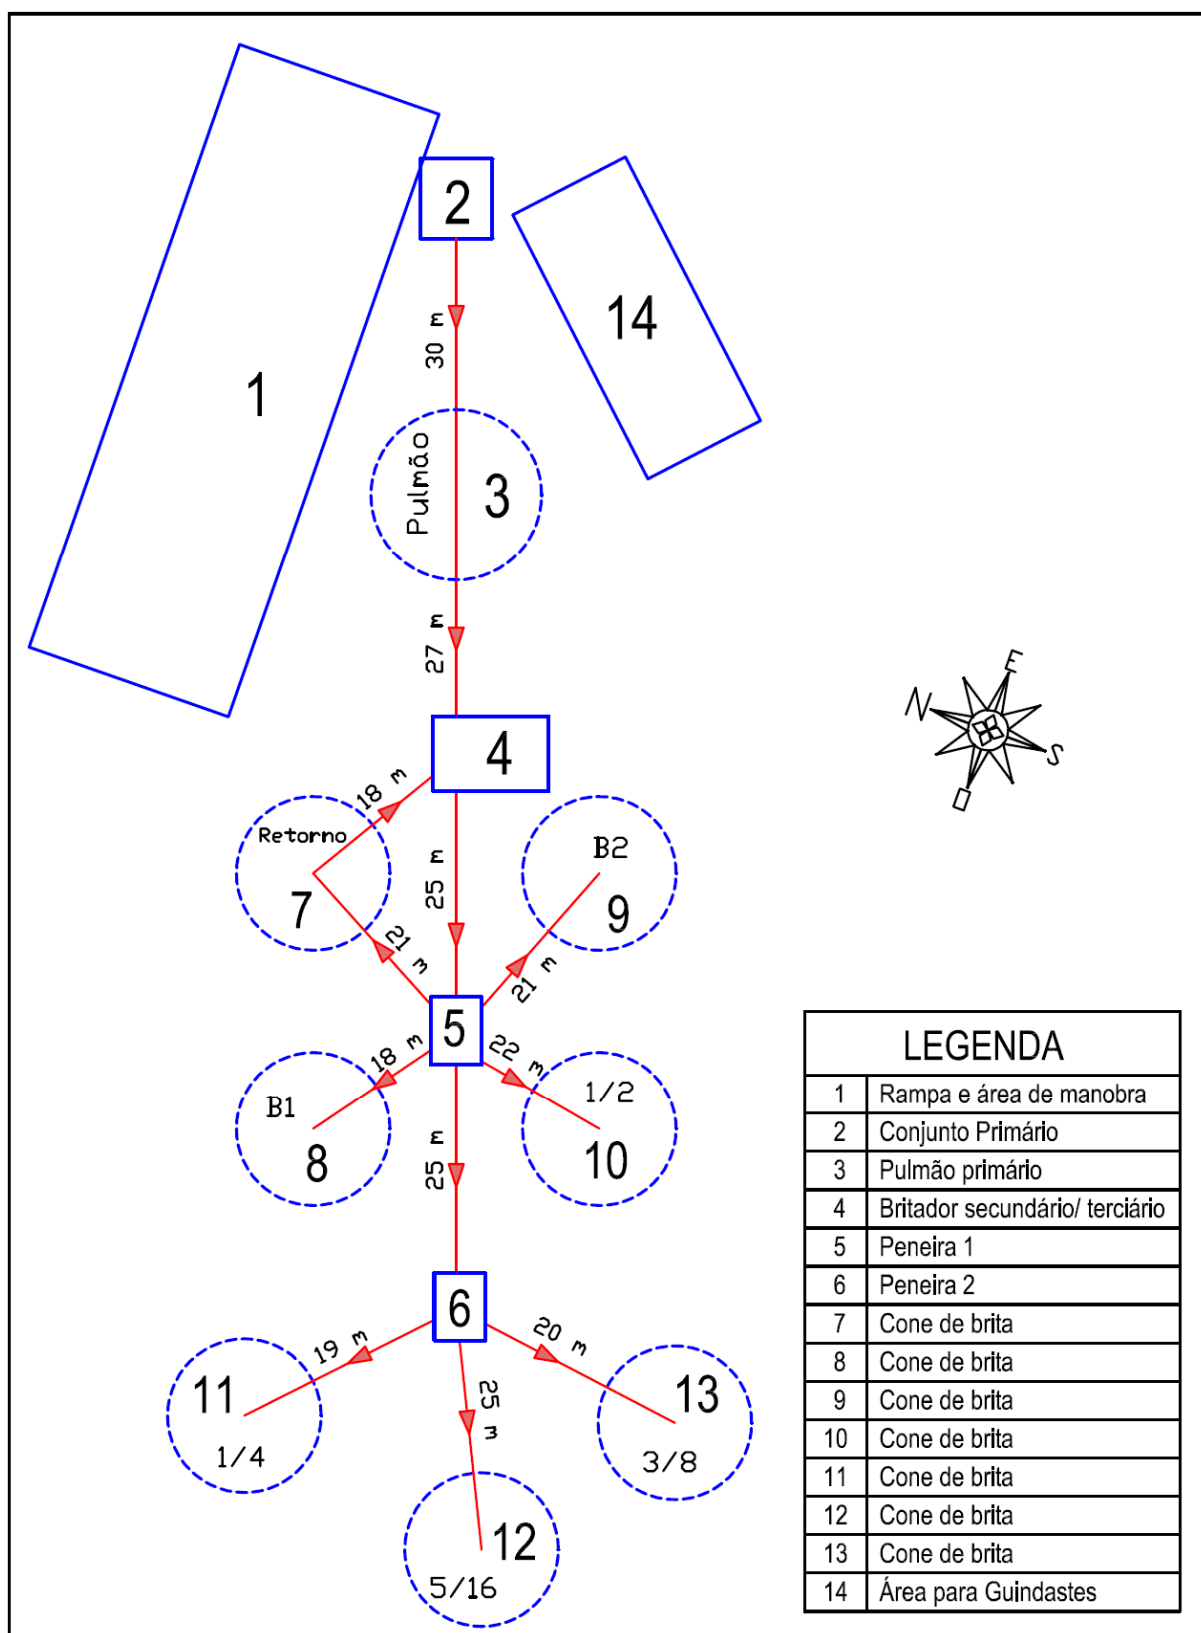 2
14
30 m
1
Pulmão
3
27 m
4
18 m
Retorno
7
25 m
B2
9
21 m
21 m
5
18 m
22 m
B1
8
1/2
10
25 m
6
19 m
20 m
25 m
11
1/4
13
3/8
12
5/16
N
E
S
O
LEGENDA
1 Rampa e área de manobra
2 Conjunto Primário
3 Pulmão primário
4 Britador secundário/ terciário
5 Peneira 1
6 Peneira 2
7 Cone de brita
8 Cone de brita
9 Cone de brita
10 Cone de brita
11 Cone de brita
12 Cone de brita
13 Cone de brita
14 Área para Guindastes